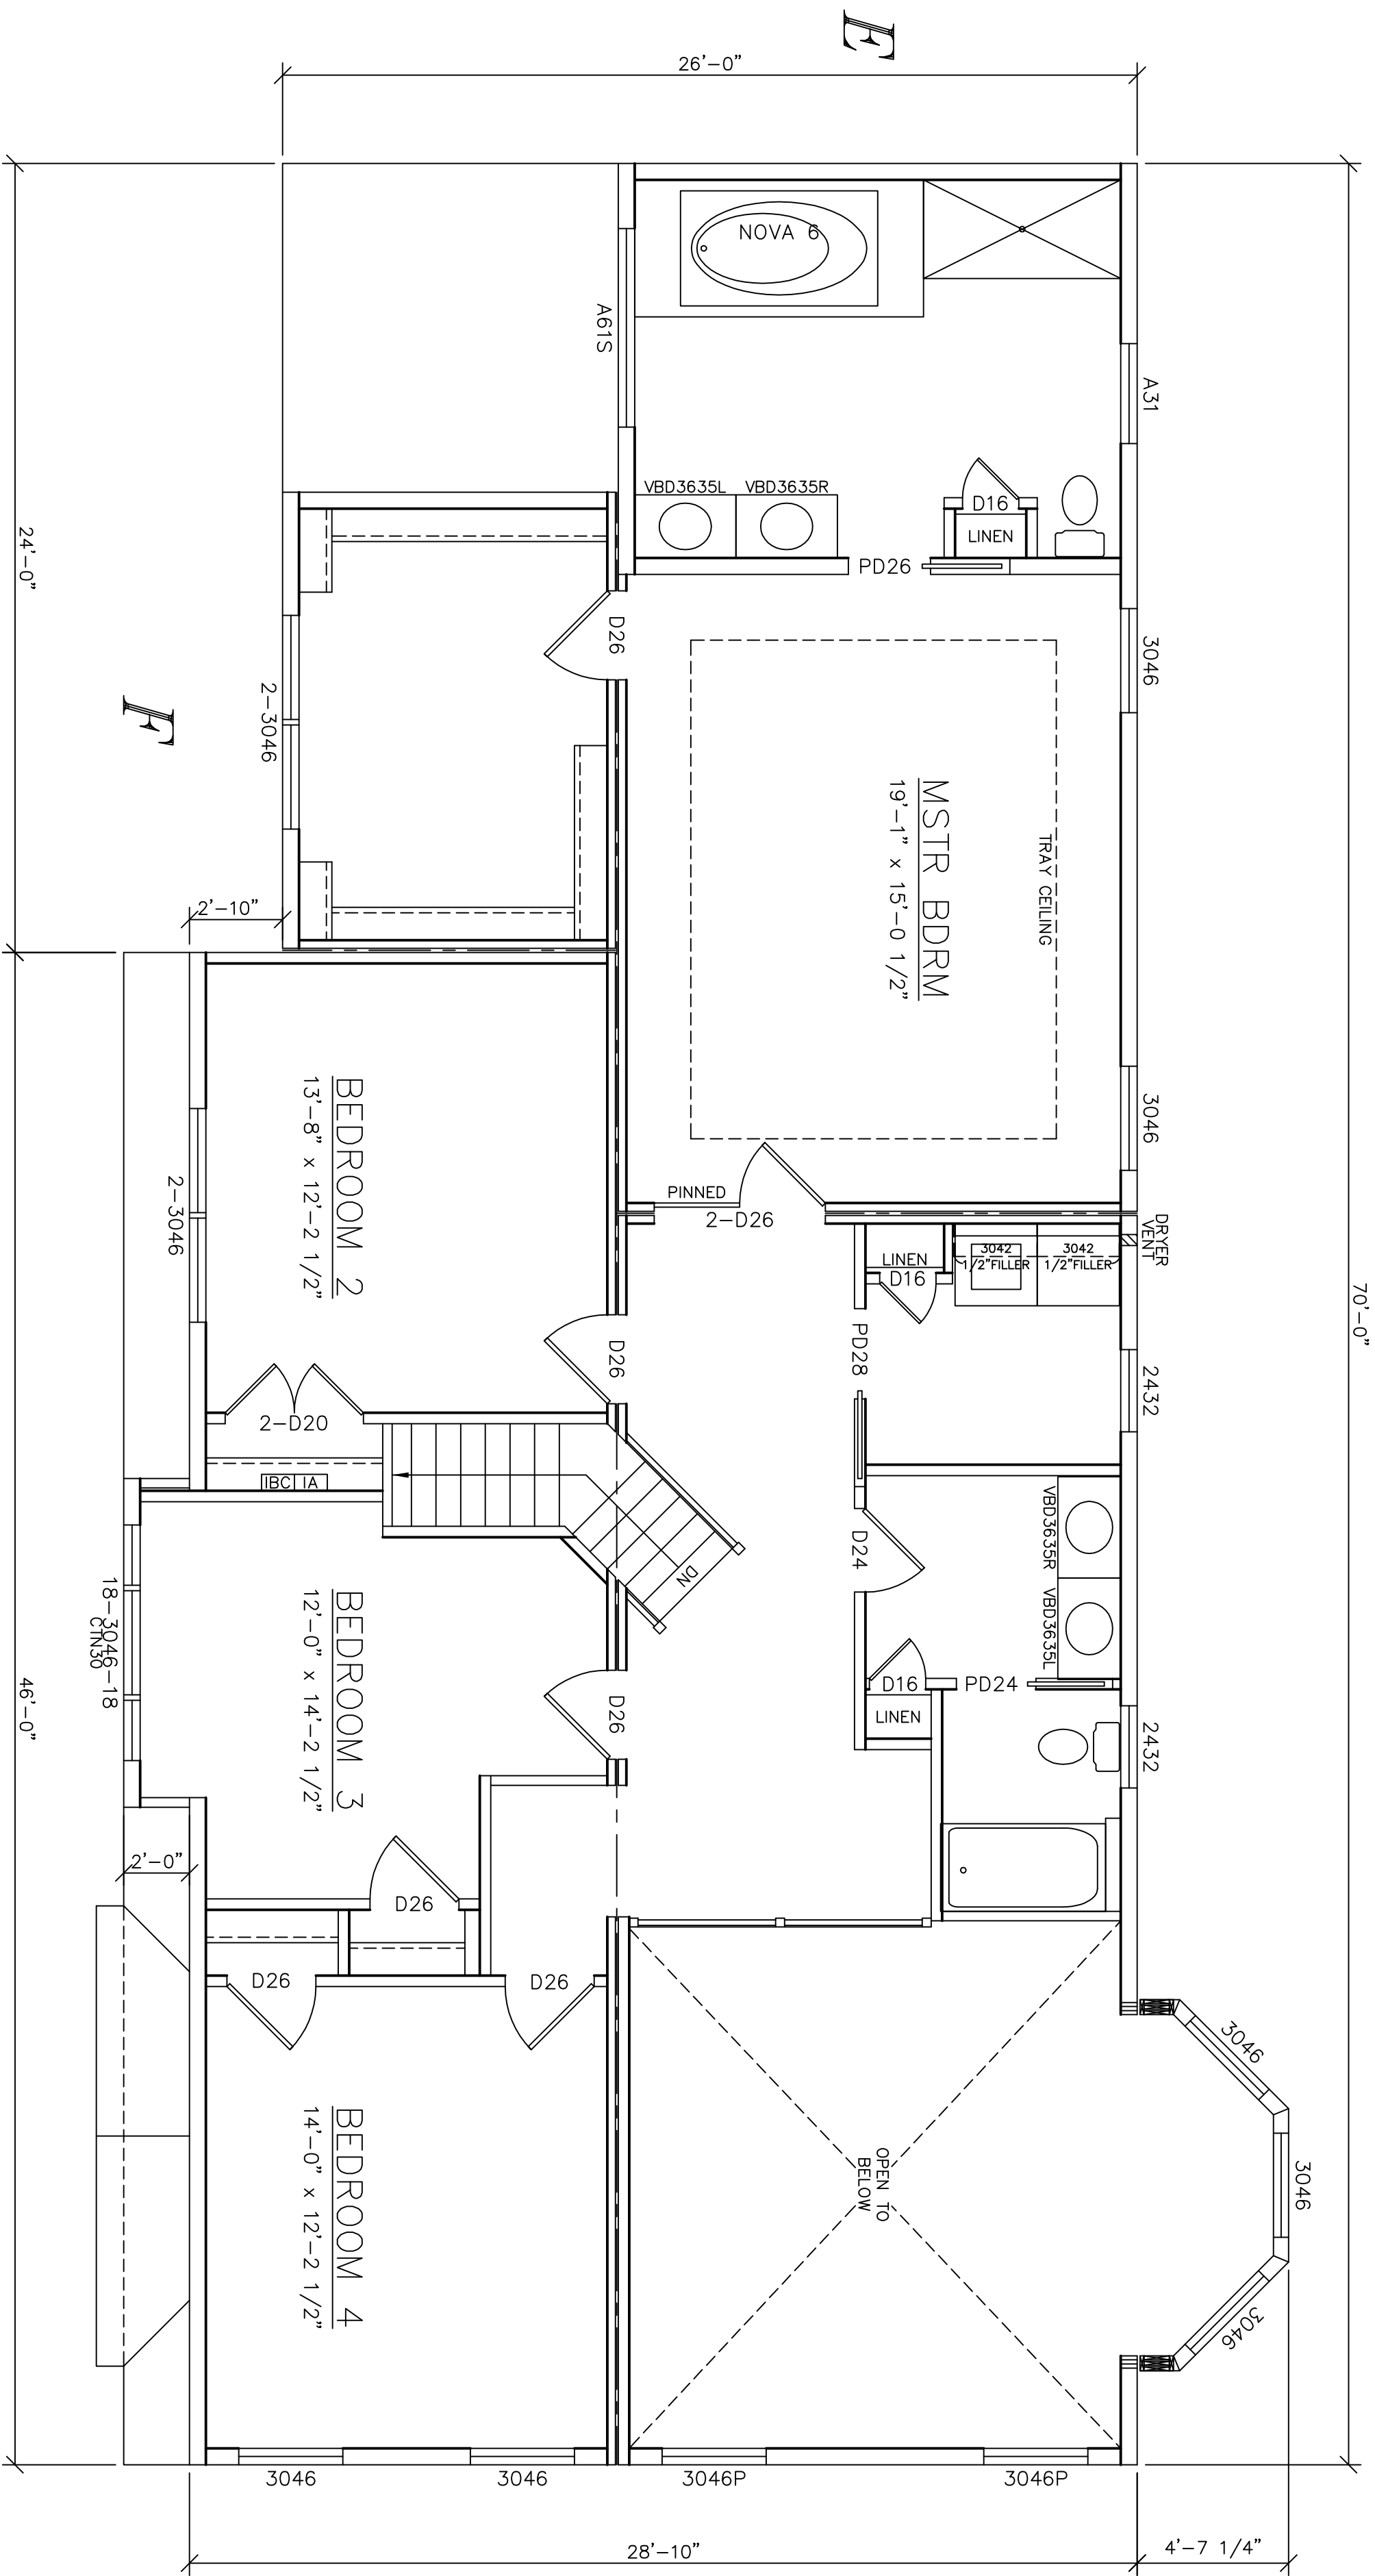 E
26'-0"
70'-0"
24'-0"
46'-0"
NOVA 6
A61S
A31
VBD3635L
VBD3635R
D16
LINEN
PD26
D26
3046
2-3046
F
2'-10"
MSTR BDRM
19'-1" x 15'-0 1/2"
TRAY CEILING
3046
PINNED
2-D26
DRYER
VENT
LINEN
D16
3042
1/2"FILLER
3042
1/2"FILLER
2432
PD28
BEDROOM 2
13'-8" x 12'-2 1/2"
2-3046
D26
2-D20
IBC
IA
DN
D24
VBD3635R
VBD3635L
D16
PD24
LINEN
2432
BEDROOM 3
12'-0" x 14'-2 1/2"
18-3046-18
CTN30
D26
2'-0"
D26
D26
D26
BEDROOM 4
14'-0" x 12'-2 1/2"
OPEN TO
BELOW
3046
3046
3046
3046
3046
3046P
3046P
28'-10"
4'-7 1/4"